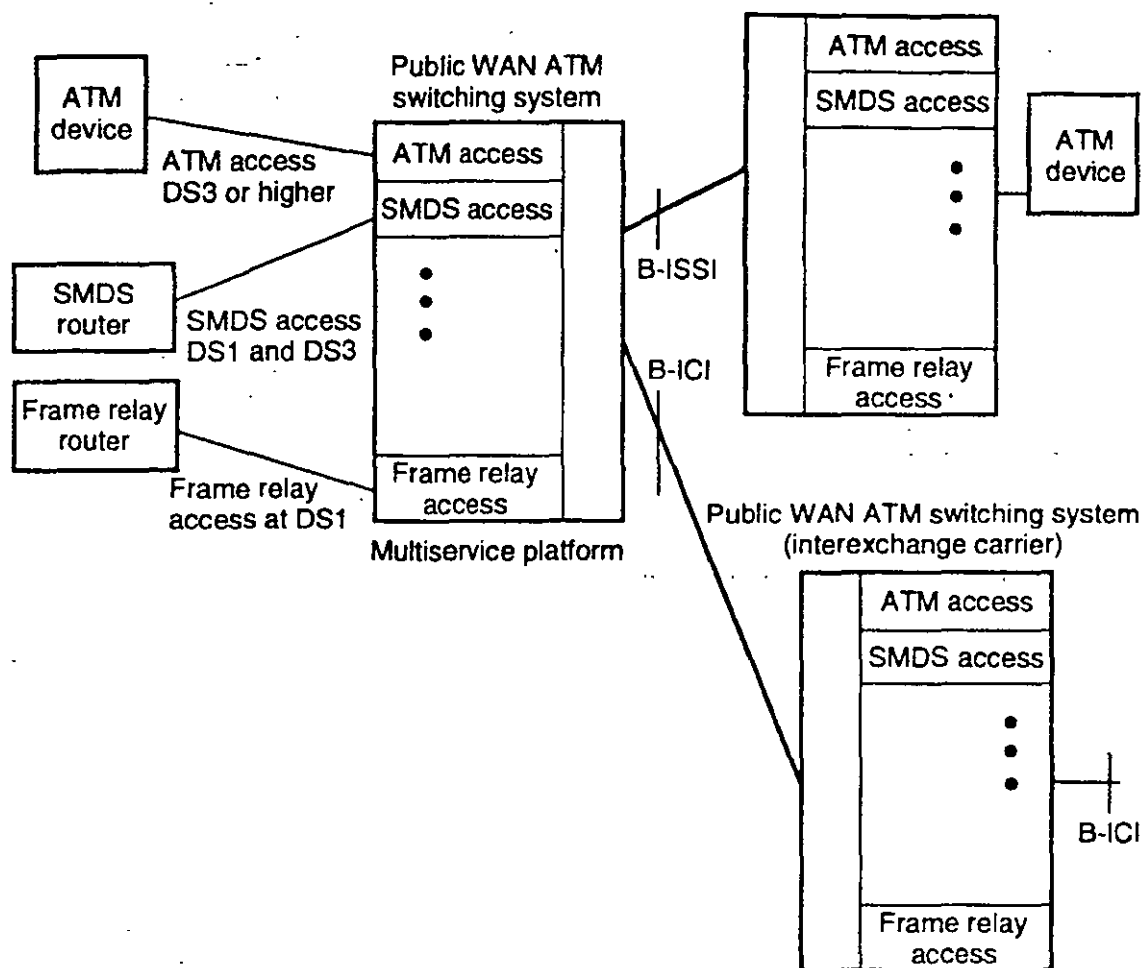 ATM
device
ATM access
DS3 or higher
SMDS
router
SMDS access
DS1 and DS3
Frame relay
router
Frame relay
access at DS1
Public WAN ATM
switching system
ATM access
SMDS access
Frame relay
access
Multiservice platform
B-ISSI
B-ICI
ATM access
SMDS access
Frame relay
access
ATM
device
Public WAN ATM switching system
(interexchange carrier)
ATM access
SMDS access
Frame relay
access
B-ICI